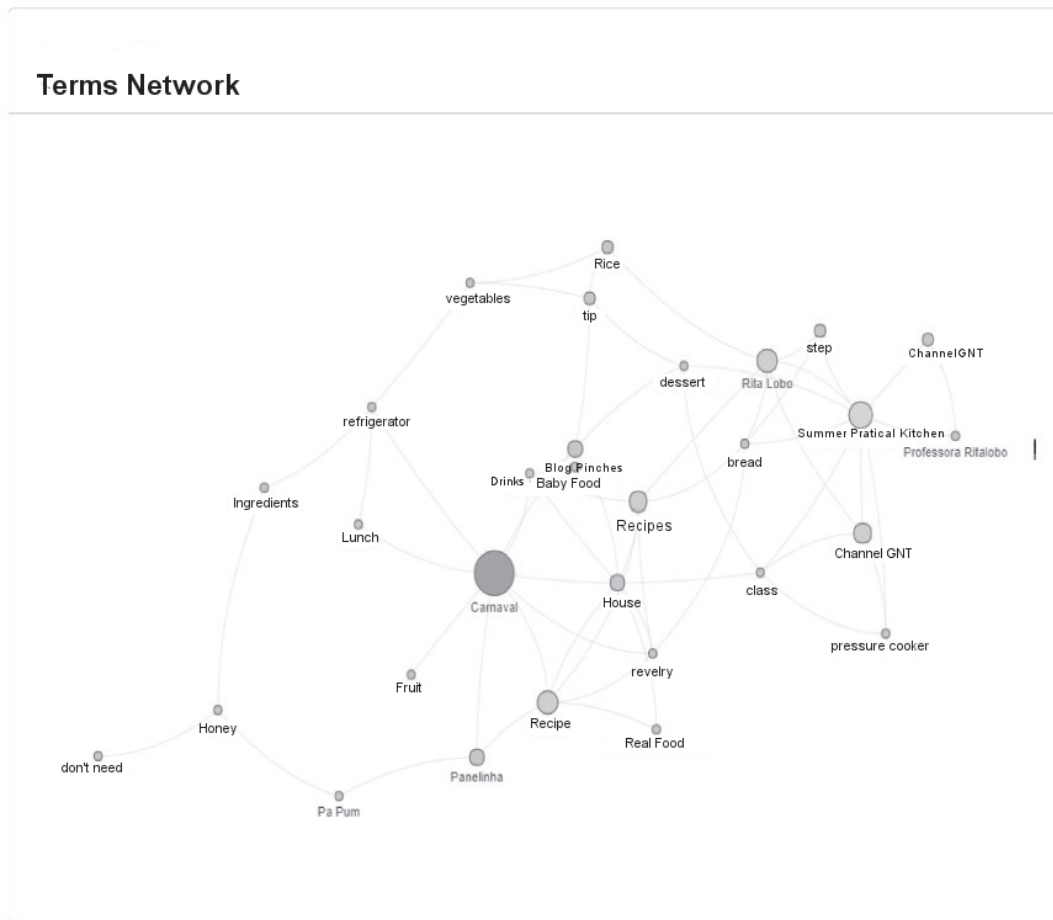 Terms Network
Rice
vegetables
tip
step
ChannelGNT
dessert
Rita Lobo
refrigerator
Summer Pratical Kitchen
Professora Ritalobo
bread
Blog Pinches
Drinks
Baby Food
Ingredients
Recipes
Lunch
Channel GNT
class
Carnaval
House
pressure cooker
revelry
Fruit
Recipe
Honey
Real Food
don't need
Panelinha
Pa Pum